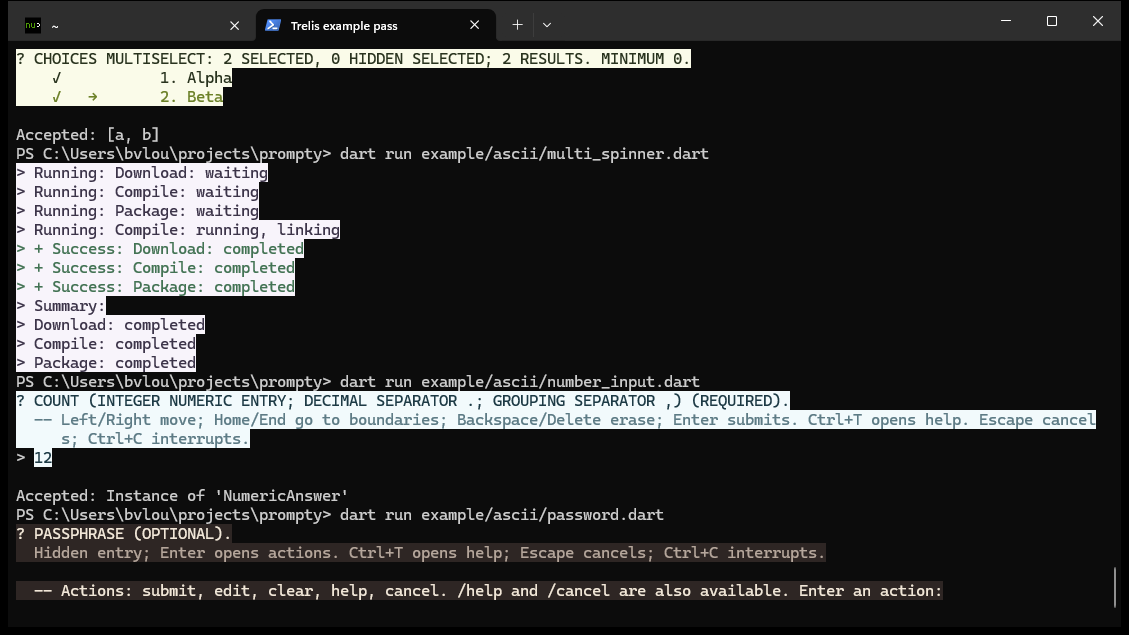 nu> ~
Trelis example pass
? CHOICES MULTISELECT: 2 SELECTED, 0 HIDDEN SELECTED; 2 RESULTS. MINIMUM 0.
√ 1. Alpha
√ → 2. Beta
Accepted: [a, b]
PS C:\Users\bvlou\projects\prompty> dart run example/ascii/multi_spinner.dart
> Running: Download: waiting
> Running: Compile: waiting
> Running: Package: waiting
> Running: Compile: running, linking
> + Success: Download: completed
> + Success: Compile: completed
> + Success: Package: completed
> Summary:
> Download: completed
> Compile: completed
> Package: completed
PS C:\Users\bvlou\projects\prompty> dart run example/ascii/number_input.dart
? COUNT (INTEGER NUMERIC ENTRY; DECIMAL SEPARATOR .; GROUPING SEPARATOR ,) (REQUIRED).
-- Left/Right move; Home/End go to boundaries; Backspace/Delete erase; Enter submits. Ctrl+T opens help. Escape cancel
s; Ctrl+C interrupts.
> 12
Accepted: Instance of 'NumericAnswer'
PS C:\Users\bvlou\projects\prompty> dart run example/ascii/password.dart
? PASSPHRASE (OPTIONAL).
Hidden entry; Enter opens actions. Ctrl+T opens help; Escape cancels; Ctrl+C interrupts.
-- Actions: submit, edit, clear, help, cancel. /help and /cancel are also available. Enter an action: